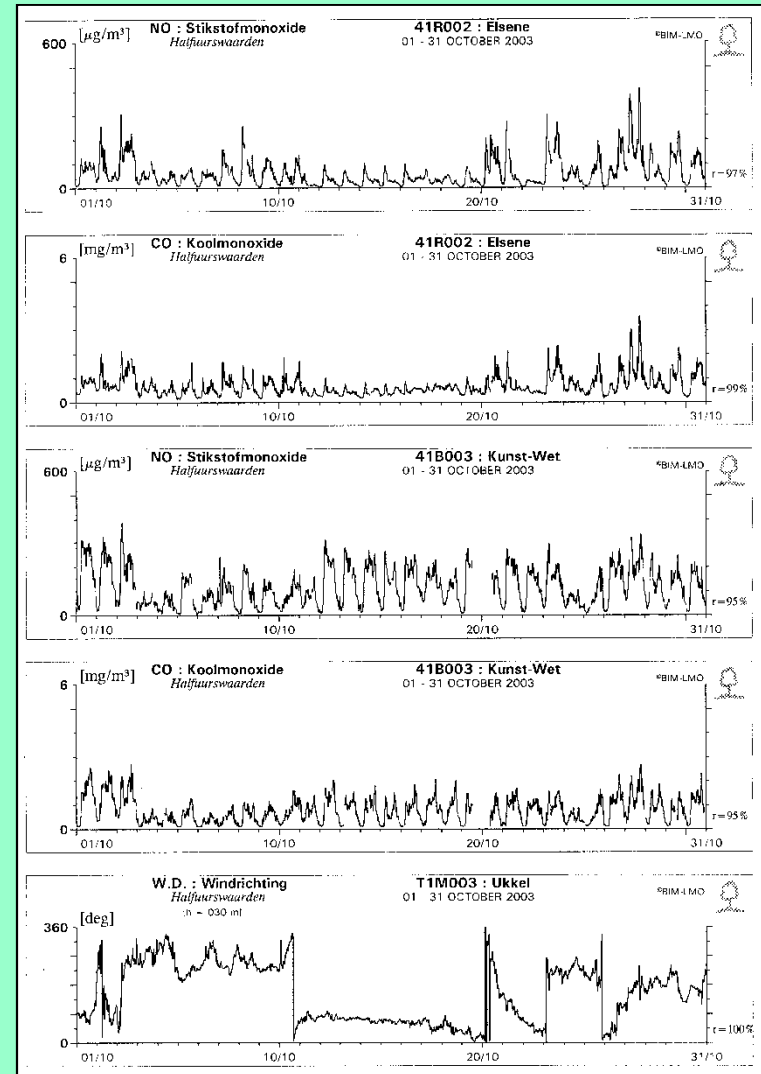 [µg/m³] NO : Stikstofmonoxide 41R002 : Elsene ©BIM-LMO
Halfuurswaarden 01 - 31 OCTOBER 2003
600
0
r=97%
01/10 10/10 20/10 31/10
[mg/m³] CO : Koolmonoxide 41R002 : Elsene ©BIM-LMO
Halfuurswaarden 01 - 31 OCTOBER 2003
6
0
r=99%
01/10 10/10 20/10 31/10
[µg/m³] NO : Stikstofmonoxide 41B003 : Kunst-Wet ©BIM-LMO
Halfuurswaarden 01 - 31 OCTOBER 2003
600
0
r=95%
01/10 10/10 20/10 31/10
[mg/m³] CO : Koolmonoxide 41B003 : Kunst-Wet ©BIM-LMO
Halfuurswaarden 01 - 31 OCTOBER 2003
6
0
r=95%
01/10 10/10 20/10 31/10
W.D. : Windrichting T1M003 : Ukkel ©BIM-LMO
Halfuurswaarden 01 31 OCTOBER 2003
[deg]
360
0
r=100%
01/10 10/10 20/10 31/10